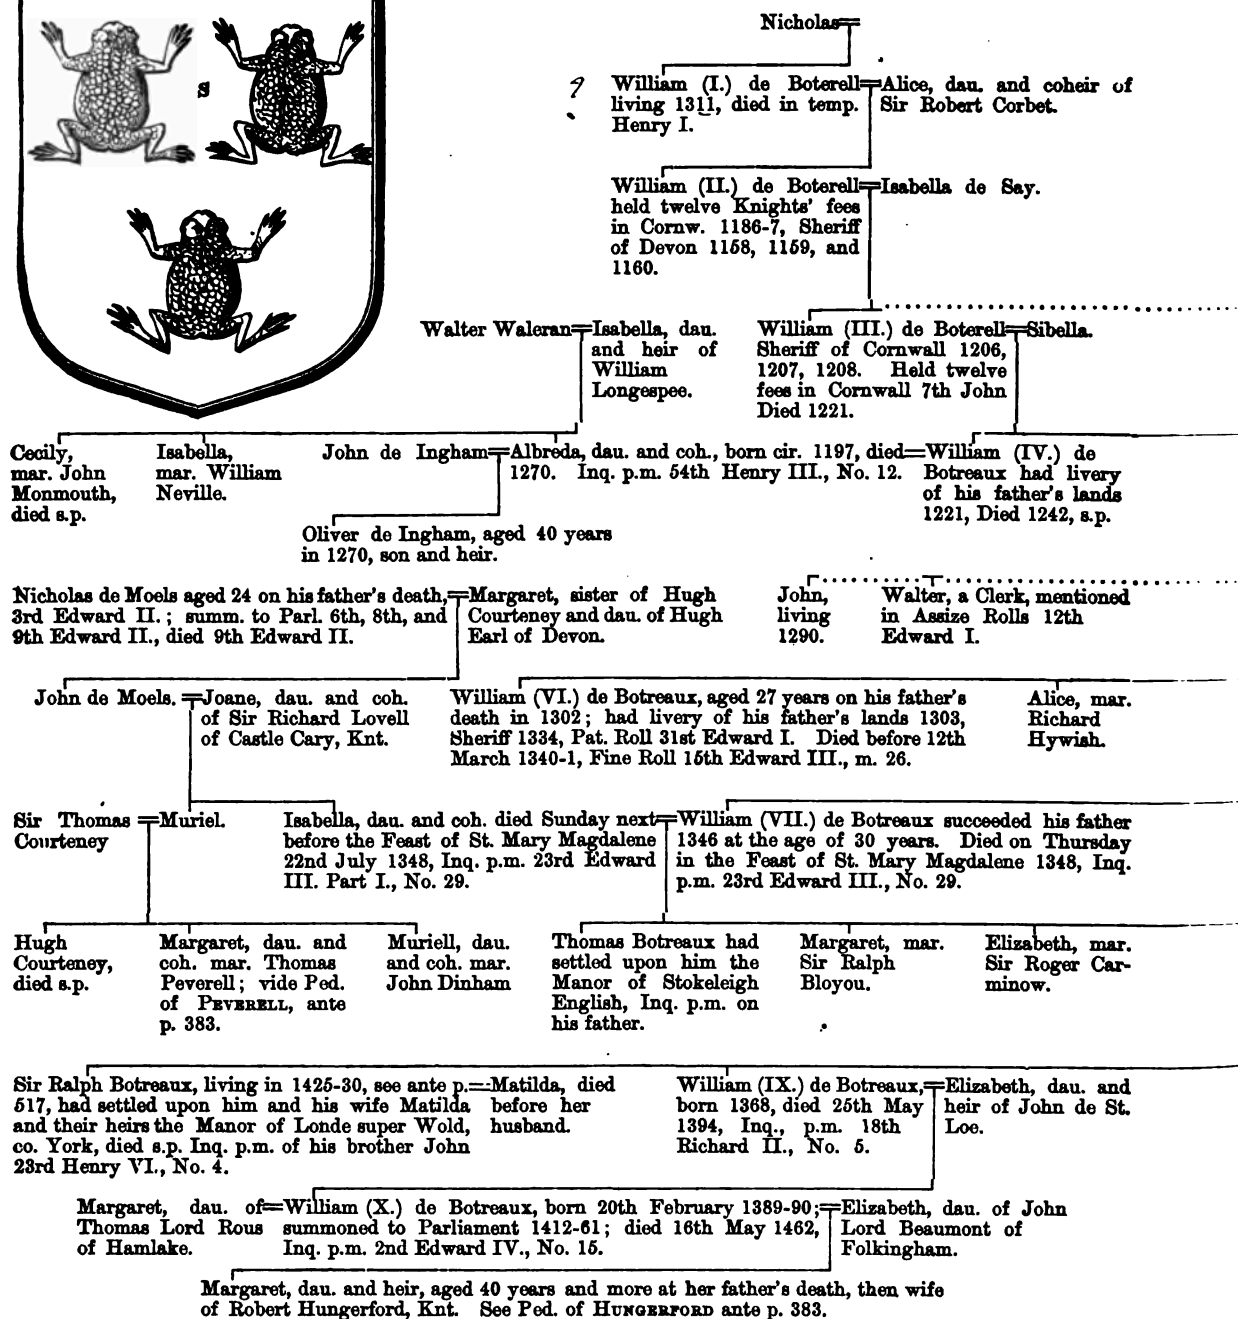 Nicholas
S
William (I.) de Boterell
living 1311, died in temp.
Henry I.
Alice, dau. and coheir of
Sir Robert Corbet.
William (II.) de Boterell
held twelve Knights' fees
in Cornw. 1186-7, Sheriff
of Devon 1158, 1159, and
1160.
Isabella de Say.
Walter Waleran
Isabella, dau.
and heir of
William
Longespee.
William (III.) de Boterell
Sheriff of Cornwall 1206,
1207, 1208. Held twelve
fees in Cornwall 7th John
Died 1221.
Sibella.
Cecily,
mar. John
Monmouth,
died s.p.
Isabella,
mar. William
Neville.
John de Ingham
Albreda, dau. and coh., born cir. 1197, died
1270. Inq. p.m. 54th Henry III., No. 12.
William (IV.) de
Botreaux had livery
of his father's lands
1221, Died 1242, s.p.
Oliver de Ingham, aged 40 years
in 1270, son and heir.
Nicholas de Moels aged 24 on his father's death,
3rd Edward II.; summ. to Parl. 6th, 8th, and
9th Edward II., died 9th Edward II.
Margaret, sister of Hugh
Courteney and dau. of Hugh
Earl of Devon.
John,
living
1290.
Walter, a Clerk, mentioned
in Assize Rolls 12th
Edward I.
John de Moels.
Joane, dau. and coh.
of Sir Richard Lovell
of Castle Cary, Knt.
William (VI.) de Botreaux, aged 27 years on his father's
death in 1302; had livery of his father's lands 1303,
Sheriff 1334, Pat. Roll 31st Edward I. Died before 12th
March 1340-1, Fine Roll 15th Edward III., m. 26.
Alice, mar.
Richard
Hywish.
Sir Thomas
Courteney
Muriel.
Isabella, dau. and coh. died Sunday next
before the Feast of St. Mary Magdalene
22nd July 1348, Inq. p.m. 23rd Edward
III. Part I., No. 29.
William (VII.) de Botreaux succeeded his father
1346 at the age of 30 years. Died on Thursday
in the Feast of St. Mary Magdalene 1348, Inq.
p.m. 23rd Edward III., No. 29.
Hugh
Courteney,
died s.p.
Margaret, dau. and
coh. mar. Thomas
Peverell; vide Ped.
of PEVERELL, ante
p. 383.
Muriell, dau.
and coh. mar.
John Dinham
Thomas Botreaux had
settled upon him the
Manor of Stokeleigh
English, Inq. p.m. on
his father.
Margaret, mar.
Sir Ralph
Bloyou.
Elizabeth, mar.
Sir Roger Car-
minow.
Sir Ralph Botreaux, living in 1425-30, see ante p.
517, had settled upon him and his wife Matilda
and their heirs the Manor of Londe super Wold,
co. York, died s.p. Inq. p.m. of his brother John
23rd Henry VI., No. 4.
Matilda, died
before her
husband.
William (IX.) de Botreaux,
born 1368, died 25th May
1394, Inq., p.m. 18th
Richard II., No. 5.
Elizabeth, dau. and
heir of John de St.
Loe.
Margaret, dau. of
Thomas Lord Rous
of Hamlake.
William (X.) de Botreaux, born 20th February 1389-90;
summoned to Parliament 1412-61; died 16th May 1462,
Inq. p.m. 2nd Edward IV., No. 15.
Elizabeth, dau. of John
Lord Beaumont of
Folkingham.
Margaret, dau. and heir, aged 40 years and more at her father's death, then wife
of Robert Hungerford, Knt. See Ped. of HUNGERFORD ante p. 383.